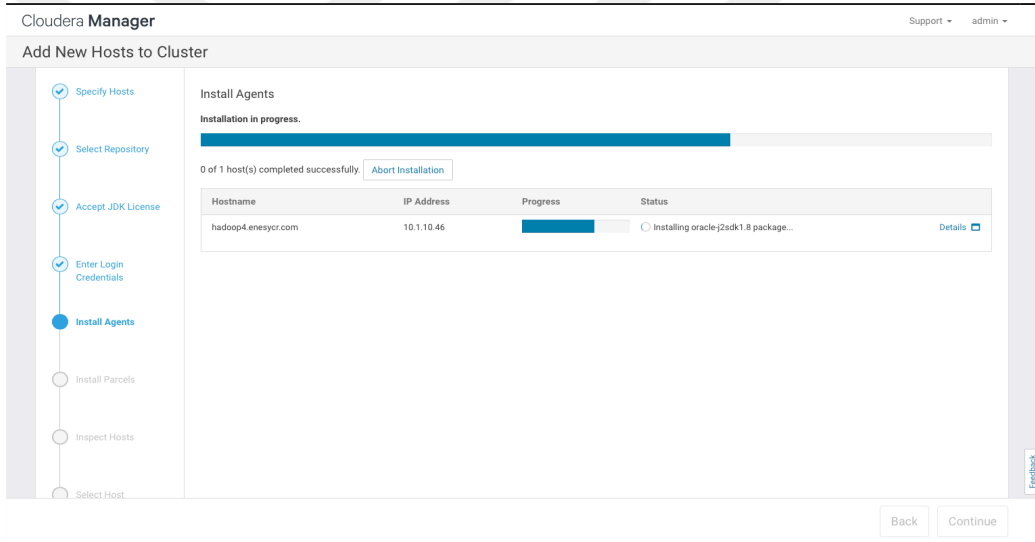 Cloudera Manager
Support admin
Add New Hosts to Cluster
Specify Hosts
Select Repository
Accept JDK License
Enter Login
Credentials
Install Agents
Install Parcels
Inspect Hosts
Select Host
Install Agents
Installation in progress.
0 of 1 host(s) completed successfully. Abort Installation
Hostname IP Address Progress Status
hadoop4.enesycr.com 10.1.10.46 Installing oracle-j2sdk1.8 package... Details
Feedback
Back Continue